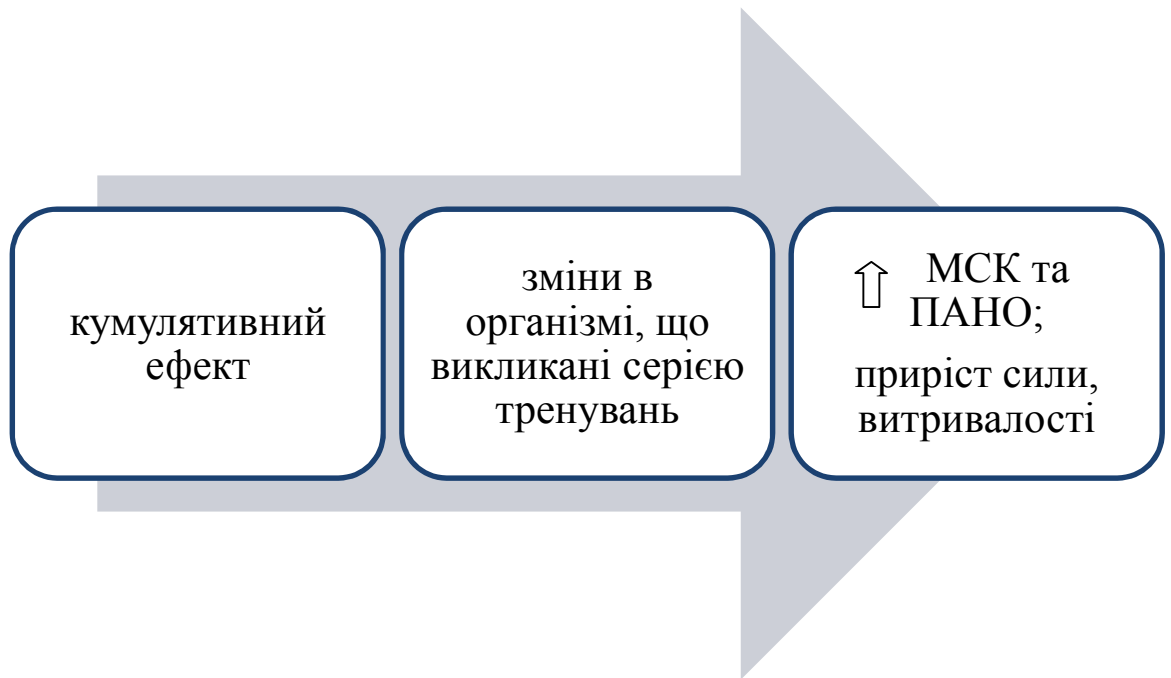 кумулятивний
ефект
зміни в
організмі, що
викликані серією
тренувань
⇧ МСК та
ПАНО;
приріст сили,
витривалості